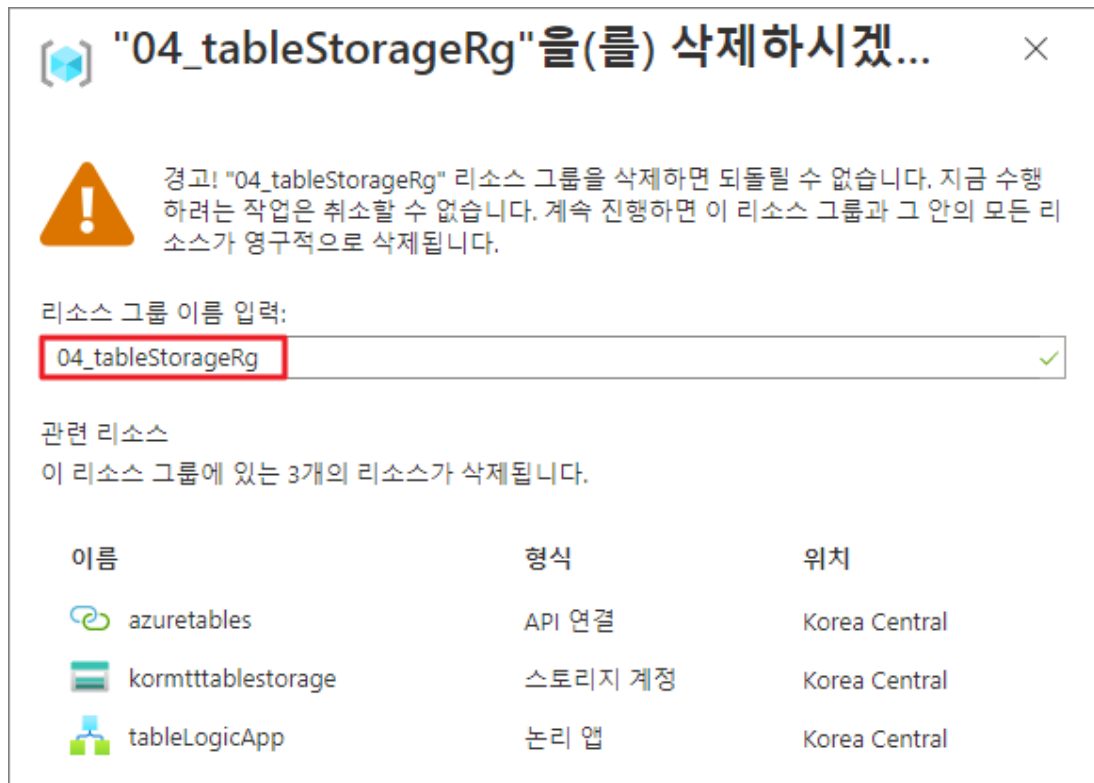 "04_tableStorageRg"을(를) 삭제하시겠...
경고! "04_tableStorageRg" 리소스 그룹을 삭제하면 되돌릴 수 없습니다. 지금 수행
하려는 작업은 취소할 수 없습니다. 계속 진행하면 이 리소스 그룹과 그 안의 모든 리
소스가 영구적으로 삭제됩니다.
리소스 그룹 이름 입력:
04_tableStorageRg
관련 리소스
이 리소스 그룹에 있는 3개의 리소스가 삭제됩니다.
이름 형식 위치
azuretables API 연결 Korea Central
kormtttablestorage 스토리지 계정 Korea Central
tableLogicApp 논리 앱 Korea Central